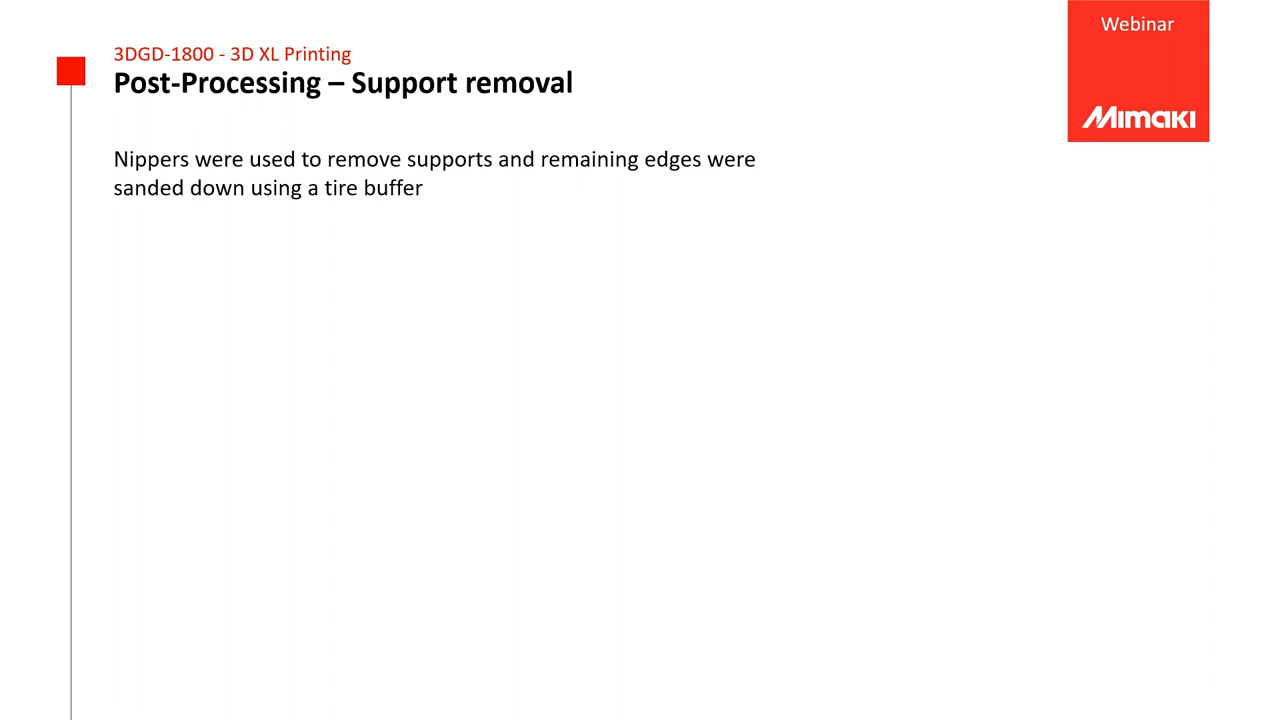 Webinar
3DGD-1800 - 3D XL Printing
Post-Processing – Support removal
Mimaki
Nippers were used to remove supports and remaining edges were
sanded down using a tire buffer